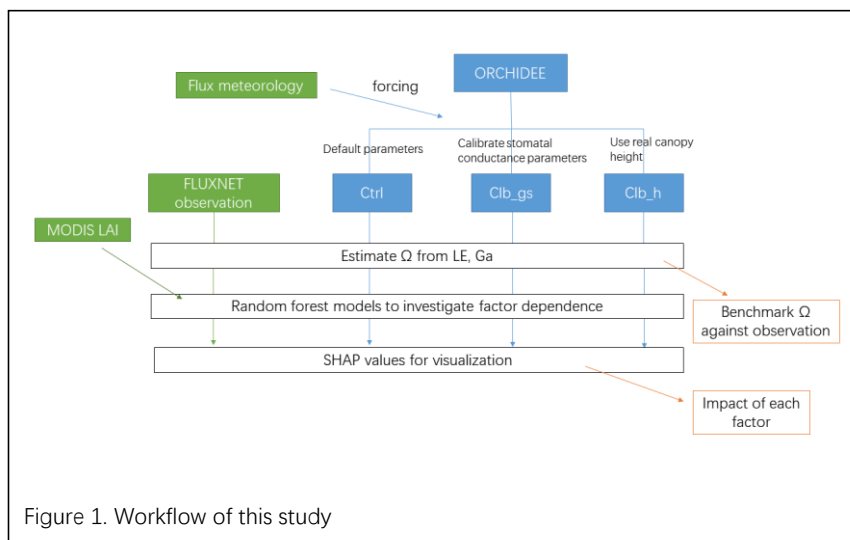 ORCHIDEE
Flux meteorology
forcing
Default parameters
Calibrate stomatal
conductance parameters
Use real canopy
height
FLUXNET
observation
Ctrl
Clb_gs
Clb_h
MODIS LAI
Estimate Ω from LE, Ga
Random forest models to investigate factor dependence
Benchmark Ω
against observation
SHAP values for visualization
Impact of each
factor
Figure 1. Workflow of this study